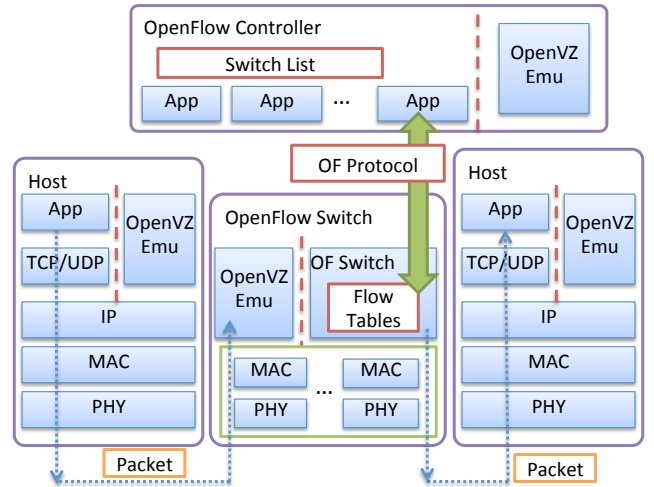 OpenFlow Controller
Switch List
App
App
...
App
OpenVZ
Emu
OF Protocol
Host
App
OpenVZ
Emu
TCP/UDP
IP
MAC
PHY
OpenFlow Switch
OpenVZ
Emu
OF Switch
Flow
Tables
MAC
...
MAC
PHY
PHY
Host
App
OpenVZ
Emu
TCP/UDP
IP
MAC
PHY
Packet
Packet